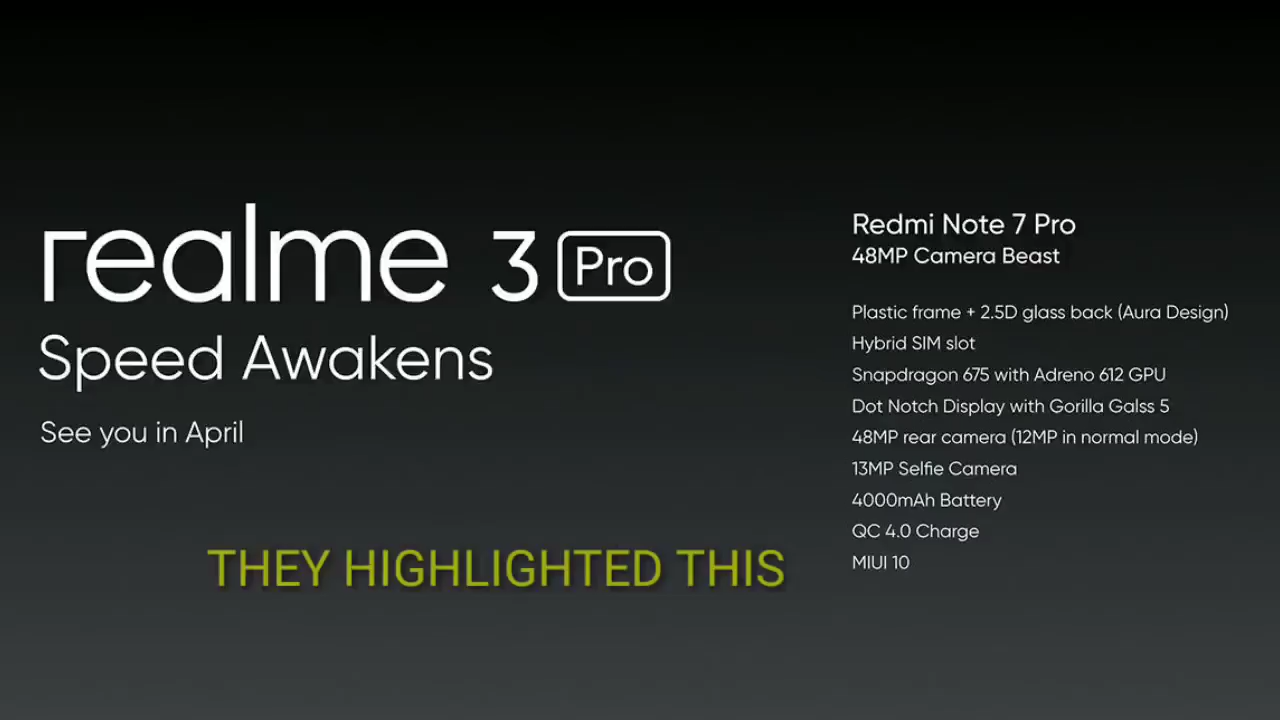 realme 3 Pro
Speed Awakens
See you in April
THEY HIGHLIGHTED THIS
Redmi Note 7 Pro
48MP Camera Beast
Plastic frame + 2.5D glass back (Aura Design)
Hybrid SIM slot
Snapdragon 675 with Adreno 612 GPU
Dot Notch Display with Gorilla Galss 5
48MP rear camera (12MP in normal mode)
13MP Selfie Camera
4000mAh Battery
QC 4.0 Charge
MIUI 10